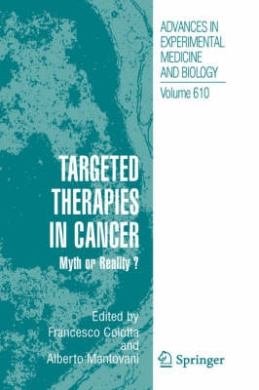 ADVANCES IN
EXPERIMENTAL
MEDICINE
AND BIOLOGY
Volume 610
TARGETED
THERAPIES
IN CANCER
Myth or Reality ?
Edited by
Francesco Colotta
and
Alberto Mantovani
Springer